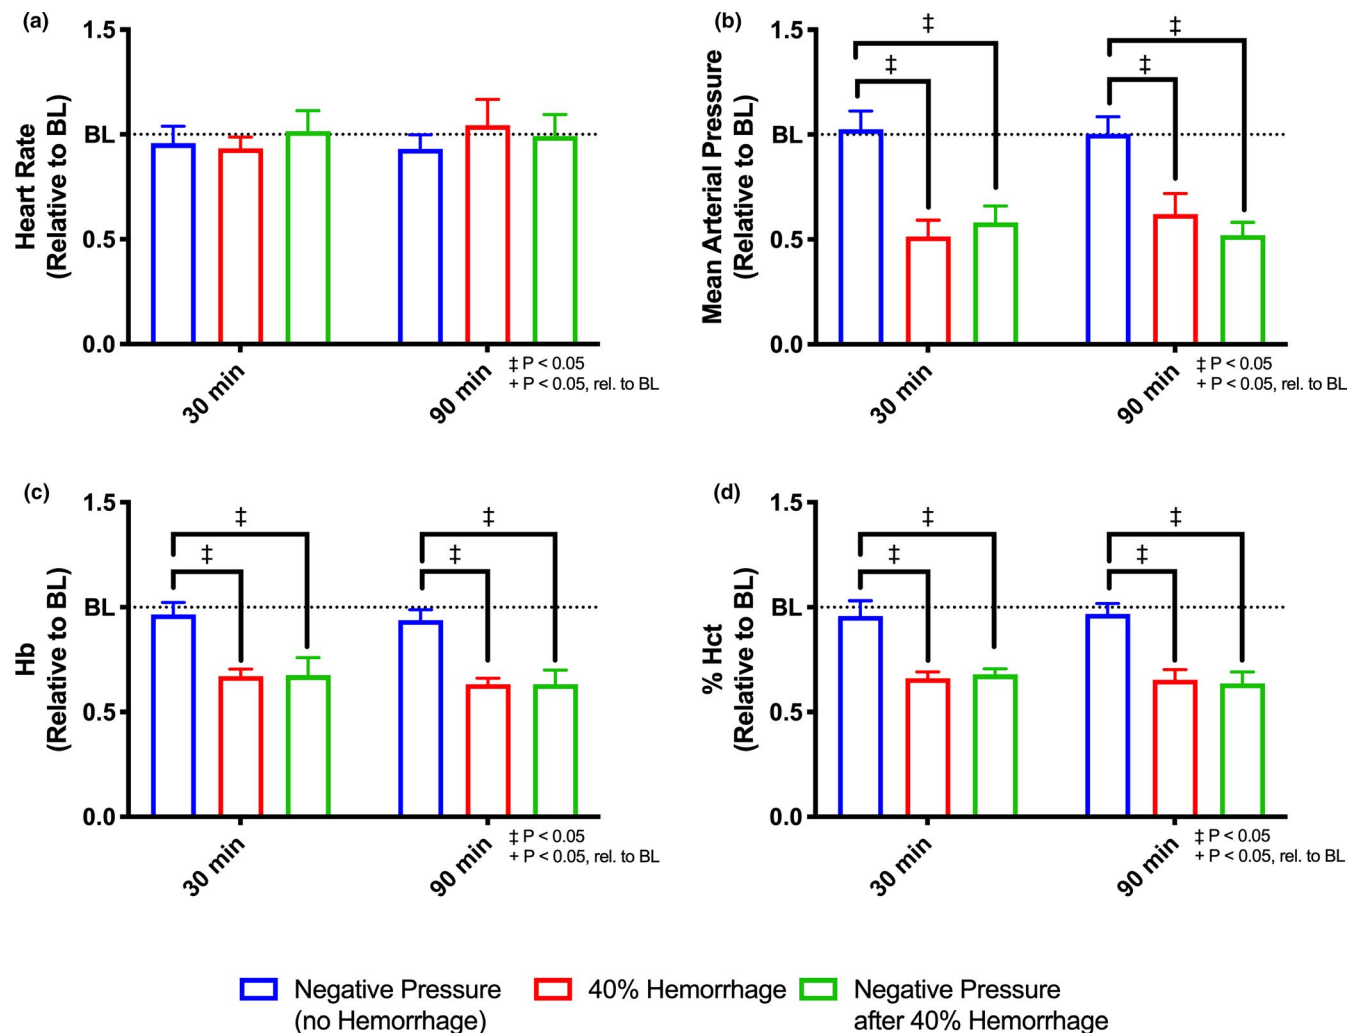 (a)
1.5
BL
0.5
0.0
Heart Rate
(Relative to BL)
30 min
90 min
‡ P < 0.05
+ P < 0.05, rel. to BL
(b)
1.5
BL
0.5
0.0
Mean Arterial Pressure
(Relative to BL)
‡
‡
‡
‡
30 min
90 min
‡ P < 0.05
+ P < 0.05, rel. to BL
(c)
1.5
BL
0.5
0.0
Hb
(Relative to BL)
‡
‡
‡
‡
30 min
90 min
‡ P < 0.05
+ P < 0.05, rel. to BL
(d)
1.5
BL
0.5
0.0
% Hct
(Relative to BL)
‡
‡
‡
‡
30 min
90 min
‡ P < 0.05
+ P < 0.05, rel. to BL
Negative Pressure
(no Hemorrhage)
40% Hemorrhage
Negative Pressure
after 40% Hemorrhage